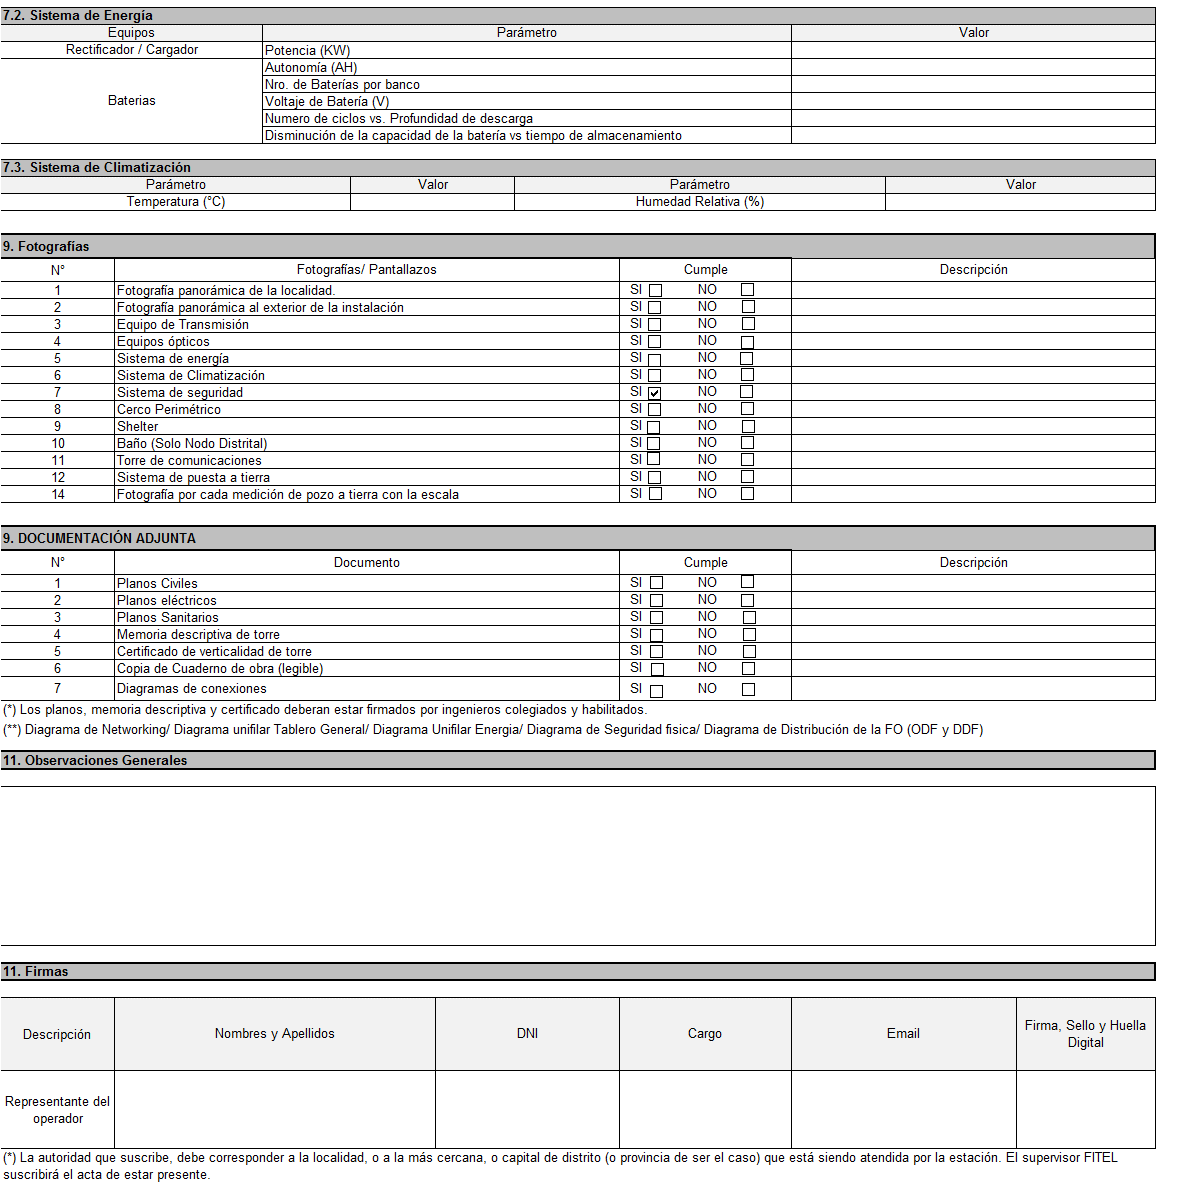 7.2. Sistema de Energía
Equipos Parámetro Valor
Rectificador / Cargador Potencia (KW)
Baterias
Autonomía (AH)
Nro. de Baterías por banco
Voltaje de Batería (V)
Numero de ciclos vs. Profundidad de descarga
Disminución de la capacidad de la batería vs tiempo de almacenamiento
7.3. Sistema de Climatización
Parámetro Valor Parámetro Valor
Temperatura (°C) Humedad Relativa (%)
9. Fotografías
N° Fotografías/ Pantallazos Cumple Descripción
1 Fotografía panorámica de la localidad. SI NO
2 Fotografía panorámica al exterior de la instalación SI NO
3 Equipo de Transmisión SI NO
4 Equipos ópticos SI NO
5 Sistema de energía SI NO
6 Sistema de Climatización SI NO
7 Sistema de seguridad SI NO
8 Cerco Perimétrico SI NO
9 Shelter SI NO
10 Baño (Solo Nodo Distrital) SI NO
11 Torre de comunicaciones SI NO
12 Sistema de puesta a tierra SI NO
14 Fotografía por cada medición de pozo a tierra con la escala SI NO
9. DOCUMENTACIÓN ADJUNTA
N° Documento Cumple Descripción
1 Planos Civiles SI NO
2 Planos eléctricos SI NO
3 Planos Sanitarios SI NO
4 Memoria descriptiva de torre SI NO
5 Certificado de verticalidad de torre SI NO
6 Copia de Cuaderno de obra (legible) SI NO
7 Diagramas de conexiones SI NO
(*) Los planos, memoria descriptiva y certificado deberan estar firmados por ingenieros colegiados y habilitados.
(**) Diagrama de Networking/ Diagrama unifilar Tablero General/ Diagrama Unifilar Energia/ Diagrama de Seguridad fisica/ Diagrama de Distribución de la FO (ODF y DDF)
11. Observaciones Generales
11. Firmas
Descripción Nombres y Apellidos DNI Cargo Email Firma, Sello y Huella
Digital
Representante del
operador
(*) La autoridad que suscribe, debe corresponder a la localidad, o a la más cercana, o capital de distrito (o provincia de ser el caso) que está siendo atendida por la estación. El supervisor FITEL
suscribirá el acta de estar presente.